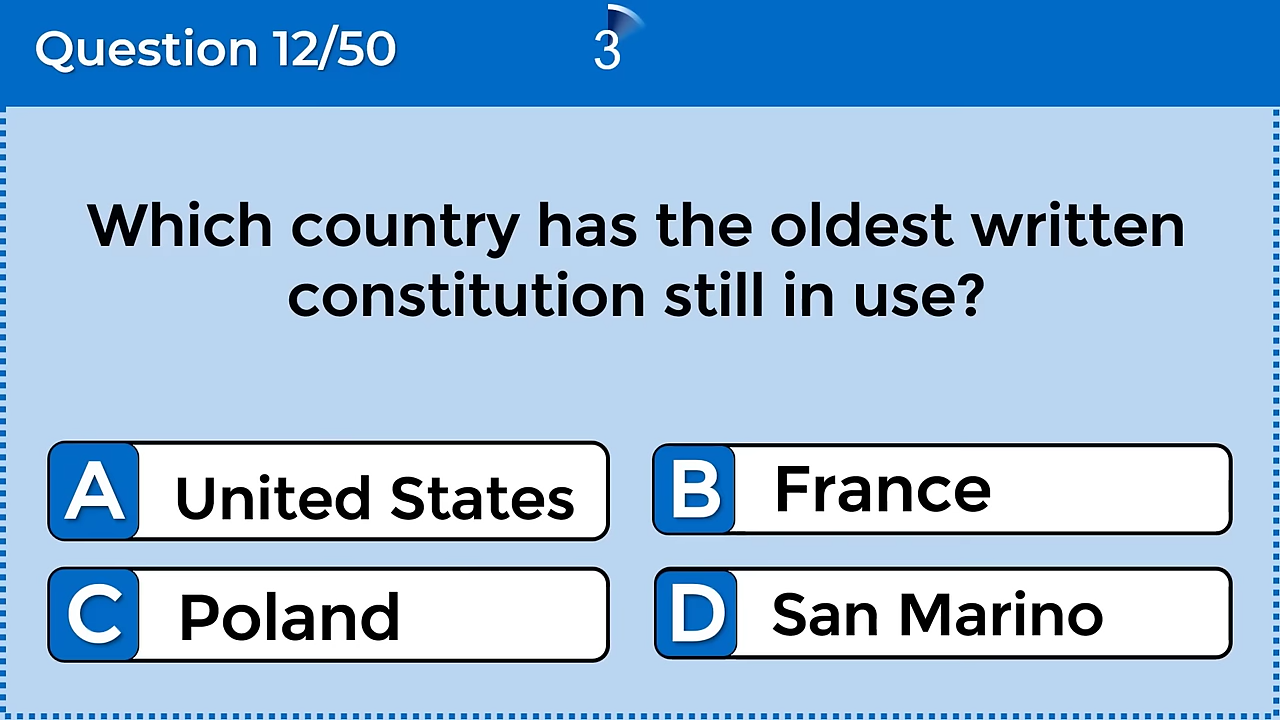 Question 12/50
3
Which country has the oldest written
constitution still in use?
A United States
B France
C Poland
D San Marino